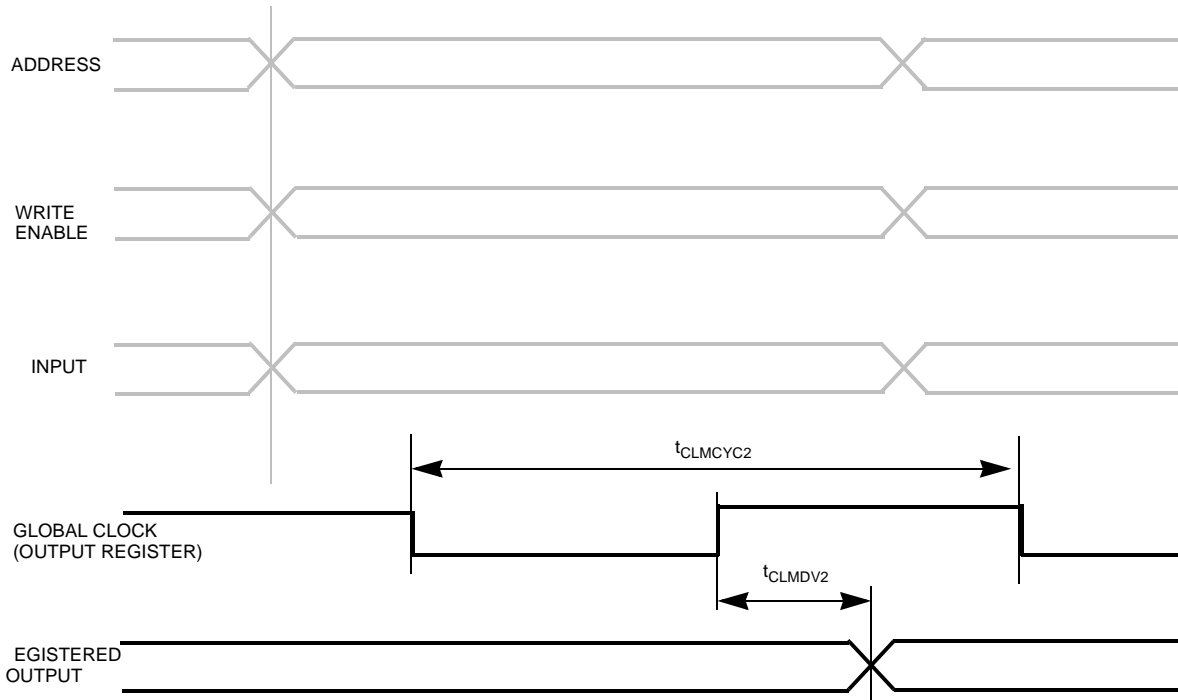 ADDRESS
WRITE
ENABLE
INPUT
tCLMCYC2
GLOBAL CLOCK
(OUTPUT REGISTER)
tCLMDV2
EGISTERED
OUTPUT